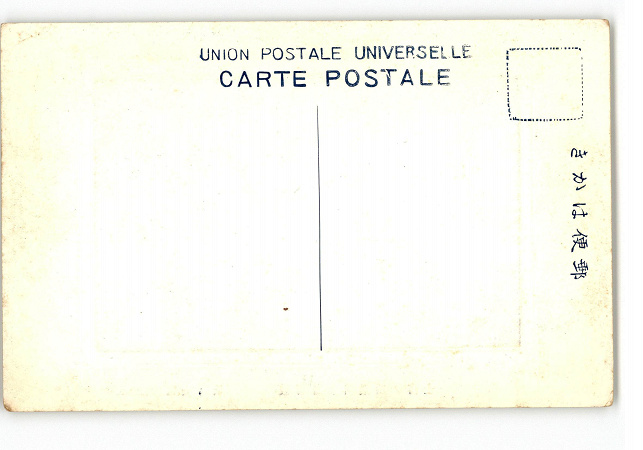 UNION POSTALE UNIVERSELLE
CARTE POSTALE
郵便はかき